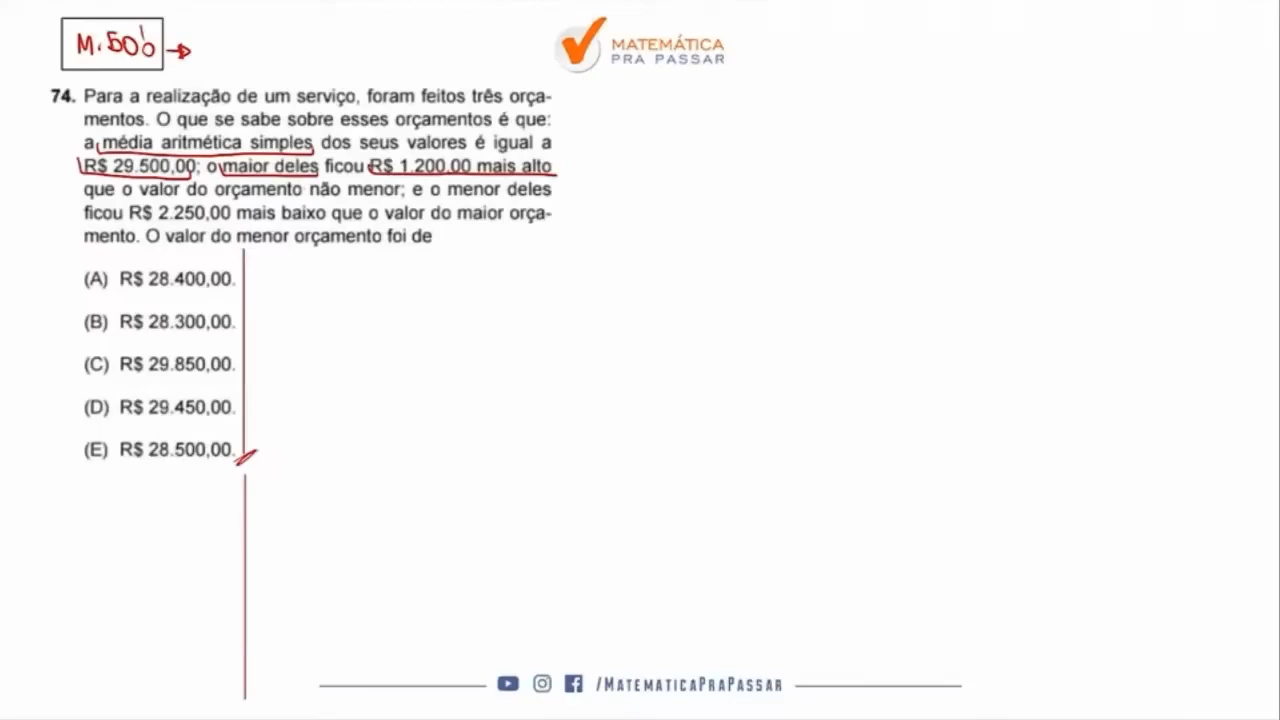 M.500
MATEMÁTICA
PRA PASSAR
74. Para a realização de um serviço, foram feitos três orça-
mentos. O que se sabe sobre esses orçamentos é que:
a média aritmética simples dos seus valores é igual a
R$ 29.500,00; o maior deles ficou R$ 1.200,00 mais alto
que o valor do orçamento não menor; e o menor deles
ficou R$ 2.250,00 mais baixo que o valor do maior orça-
mento. O valor do menor orçamento foi de
(A) R$ 28.400,00.
(B) R$ 28.300,00.
(C) R$ 29.850,00.
(D) R$ 29.450,00.
(E) R$ 28.500,00.
/MATEMATICAPRAPASSAR